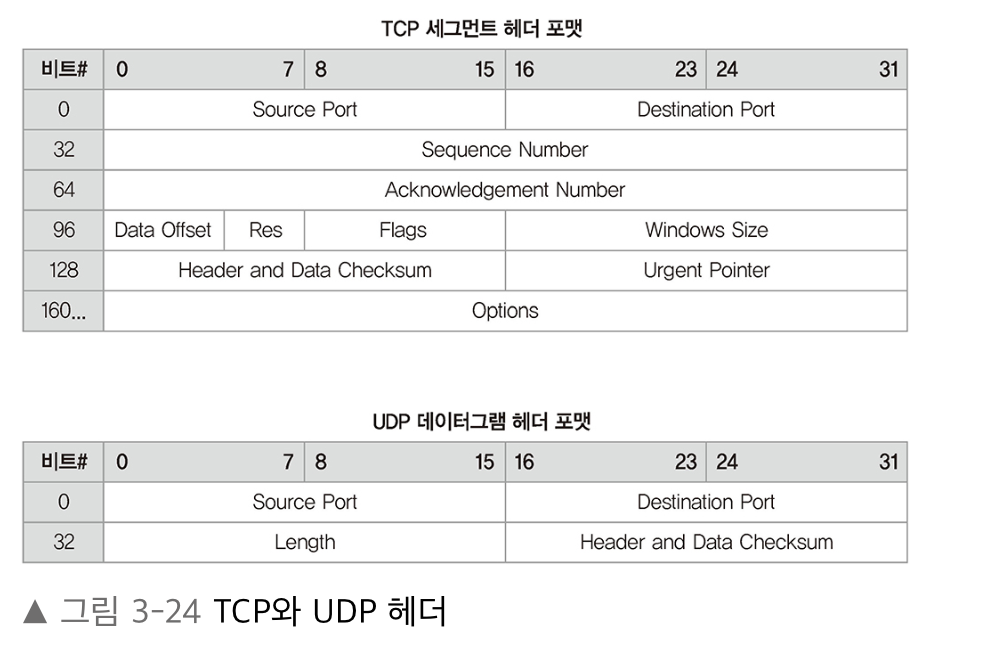 TCP 세그먼트 헤더 포맷
비트# 0 7 8 15 16 23 24 31
0 Source Port Destination Port
32 Sequence Number
64 Acknowledgement Number
96 Data Offset Res Flags Windows Size
128 Header and Data Checksum Urgent Pointer
160... Options
UDP 데이터그램 헤더 포맷
비트# 0 7 8 15 16 23 24 31
0 Source Port Destination Port
32 Length Header and Data Checksum
▲ 그림 3-24 TCP와 UDP 헤더